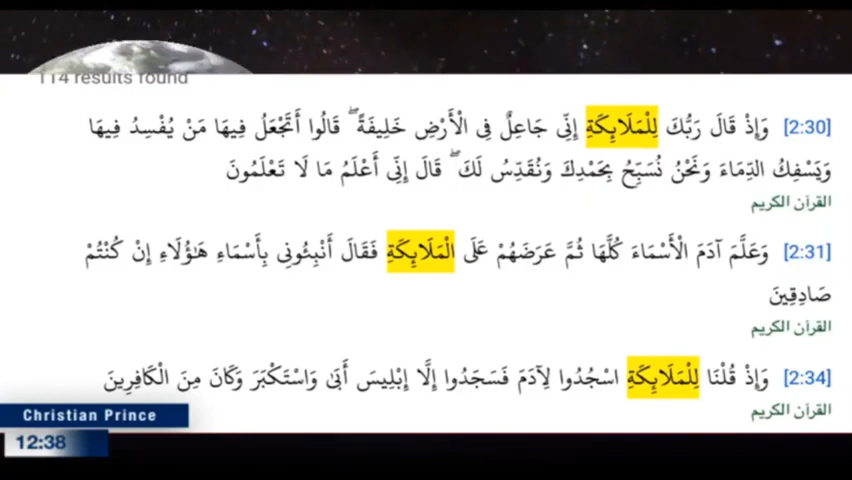 114 results found
[2:30] وَإِذْ قَالَ رَبُّكَ لِلْمَلَائِكَةِ إِنِّي جَاعِلٌ فِي الْأَرْضِ خَلِيفَةً ۖ قَالُوا أَتَجْعَلُ فِيهَا مَنْ يُفْسِدُ فِيهَا
وَيَسْفِكُ الدِّمَاءَ وَنَحْنُ نُسَبِّحُ بِحَمْدِكَ وَنُقَدِّسُ لَكَ ۖ قَالَ إِنِّي أَعْلَمُ مَا لَا تَعْلَمُونَ
القرآن الكريم
[2:31] وَعَلَّمَ آدَمَ الْأَسْمَاءَ كُلَّهَا ثُمَّ عَرَضَهُمْ عَلَى الْمَلَائِكَةِ فَقَالَ أَنْبِئُونِي بِأَسْمَاءِ هَٰؤُلَاءِ إِنْ كُنْتُمْ
صَادِقِينَ
القرآن الكريم
[2:34] وَإِذْ قُلْنَا لِلْمَلَائِكَةِ اسْجُدُوا لِآدَمَ فَسَجَدُوا إِلَّا إِبْلِيسَ أَبَىٰ وَاسْتَكْبَرَ وَكَانَ مِنَ الْكَافِرِينَ
القرآن الكريم
Christian Prince
12:38